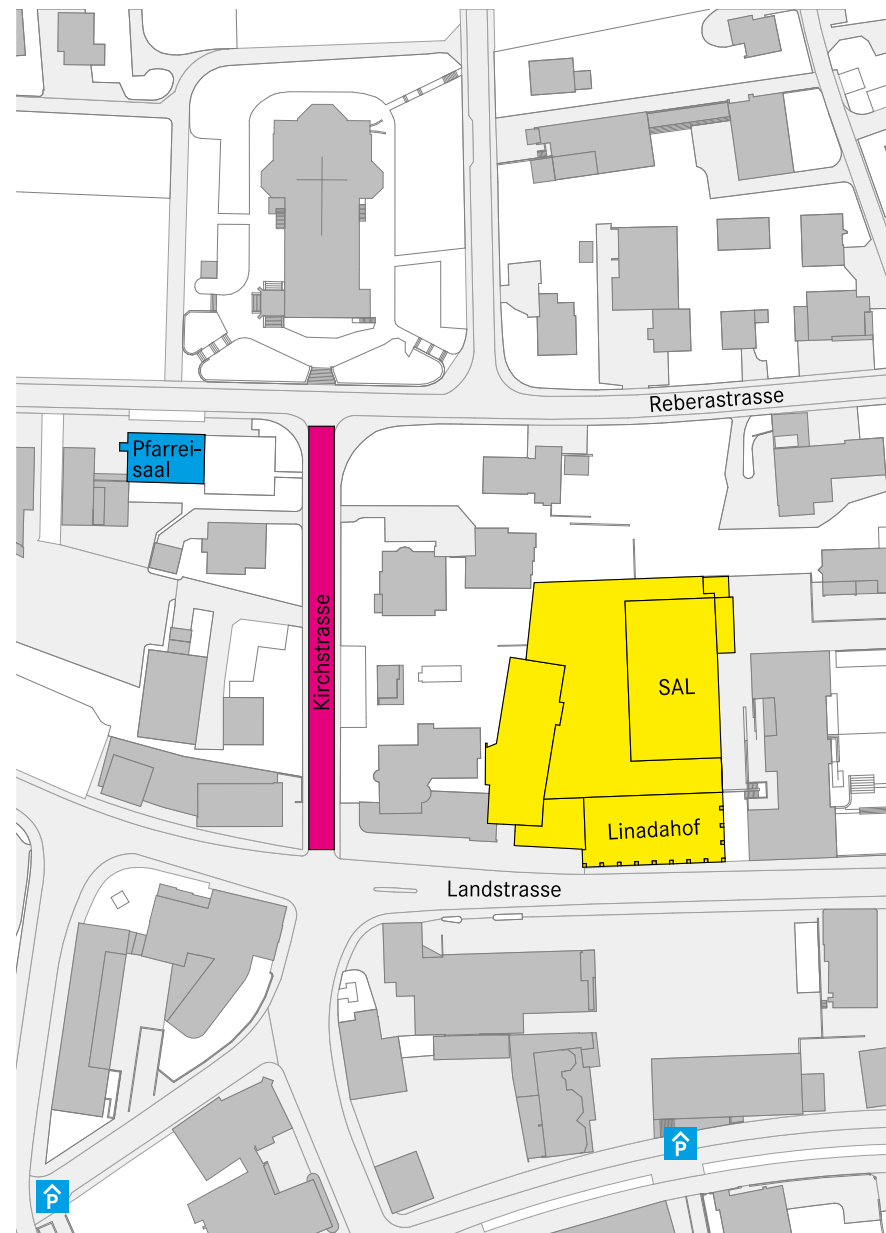 Reberastrasse
Pfarrei-
saal
Kirchstrasse
SAL
Linadahof
Landstrasse
P
P